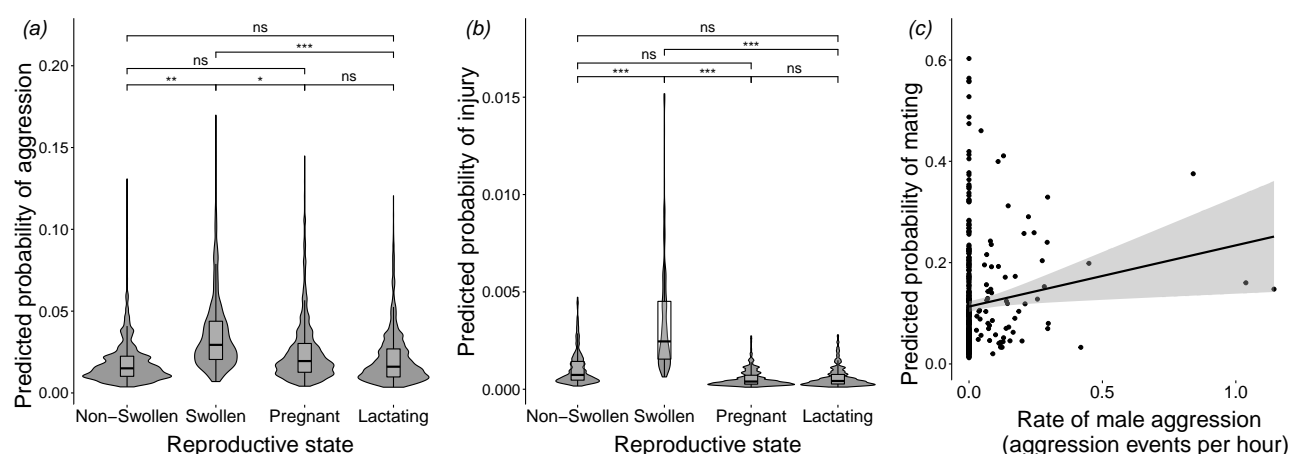 (a)
Predicted probability of aggression
0.20
0.15
0.10
0.05
0.00
ns
***
ns
**
*
ns
Non−Swollen Swollen Pregnant Lactating
Reproductive state
(b)
Predicted probability of injury
0.015
0.010
0.005
0.000
ns
***
ns
***
***
ns
Non−Swollen Swollen Pregnant Lactating
Reproductive state
(c)
Predicted probability of mating
0.6
0.4
0.2
0.0
0.0 0.5 1.0
Rate of male aggression
(aggression events per hour)